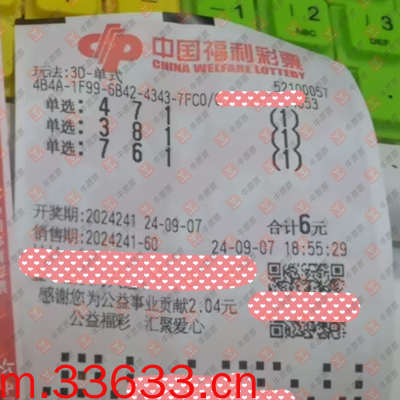 中国福利彩票
CHINA WELFARE LOTTERY
玩法:3D-单式
52100057
4B4A-1F99-6B42-4343-7FC0/
053
单选: 4 7 1 (1)
单选: 3 8 1 (1)
单选: 7 6 1 (1)
开奖期:2024241 24-09-07 合计6元
销售期:2024241-60 24-09-07 18:55:29
感谢您为公益事业贡献2.04元
公益福彩 汇聚爱心
m.33633.cn